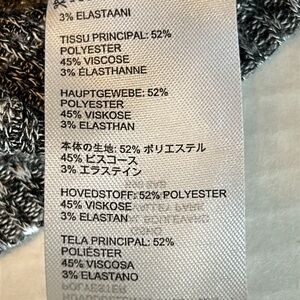 3% ELASTAANI
TISSU PRINCIPAL: 52%
POLYESTER
45% VISCOSE
3% ÉLASTHANNE
HAUPTGEWEBE: 52%
POLYESTER
45% VISKOSE
3% ELASTHAN
本体の生地: 52% ポリエステル
45% ビスコース
3% エラステイン
HOVEDSTOFF: 52% POLYESTER
45% VISKOSE
3% ELASTAN
TELA PRINCIPAL: 52%
POLIÉSTER
45% VISCOSA
3% ELASTANO